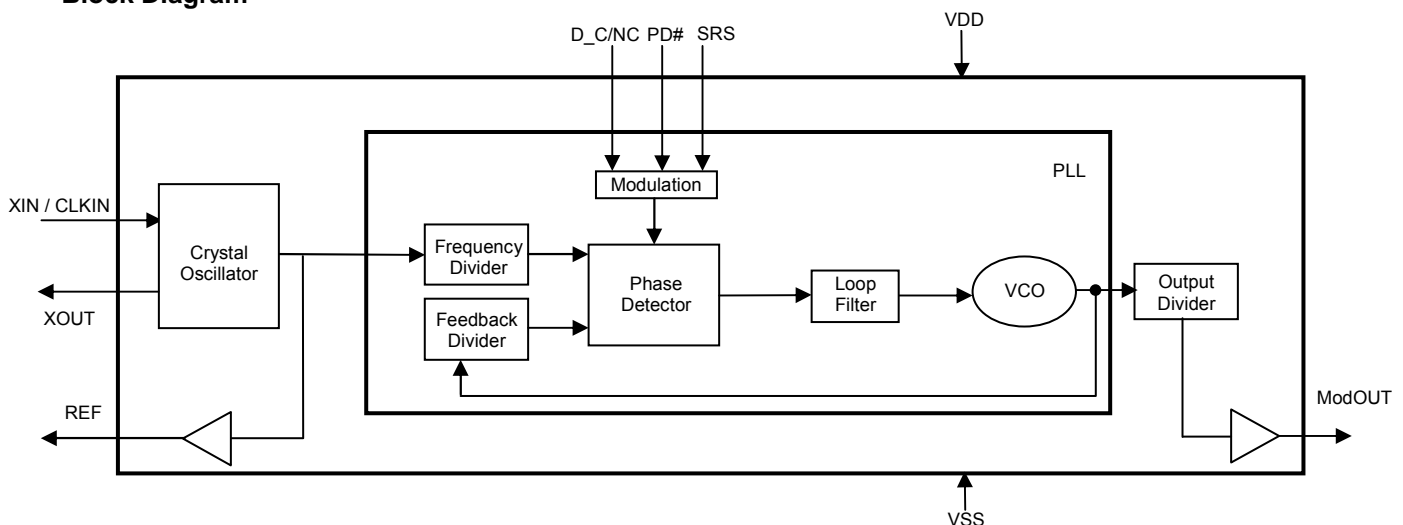 Block Diagram
VDD
D_C/NC PD# SRS
PLL
Modulation
XIN / CLKIN
Crystal
Oscillator
Frequency
Divider
Phase
Detector
Loop
Filter
VCO
Output
Divider
XOUT
Feedback
Divider
REF
ModOUT
VSS